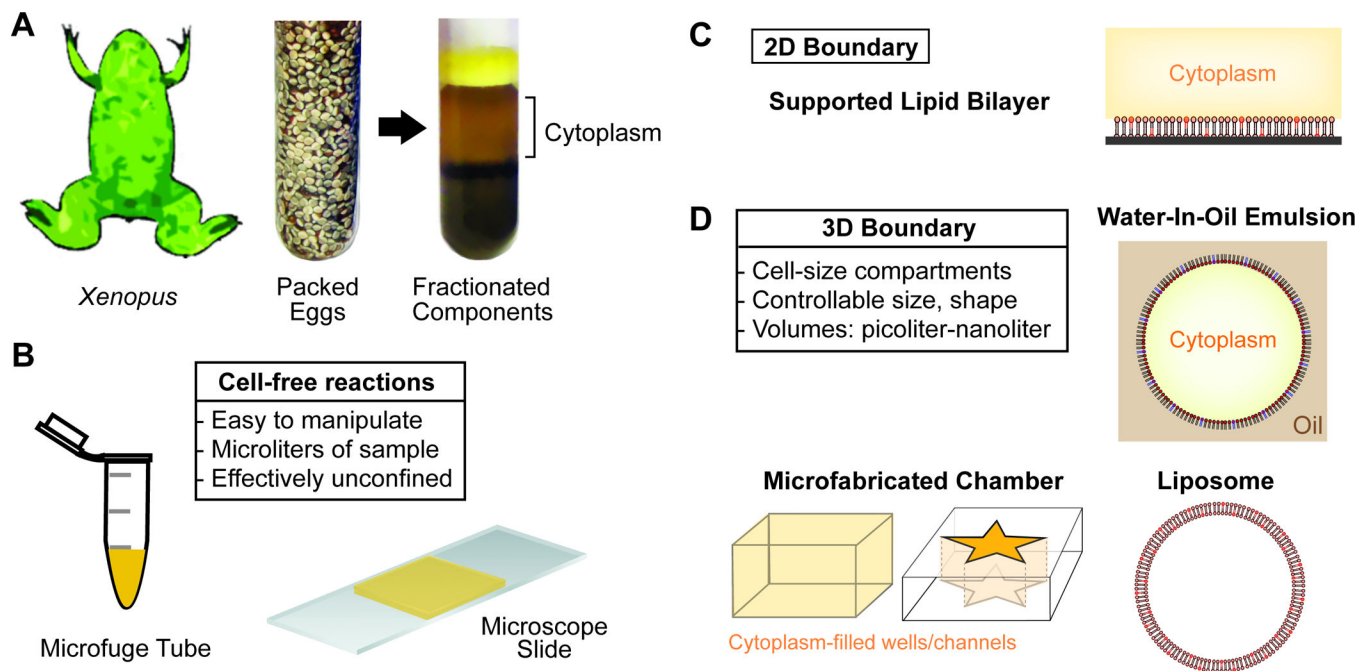 A
Xenopus
Packed
Eggs
Fractionated
Components
Cytoplasm
B
Cell-free reactions
- Easy to manipulate
- Microliters of sample
- Effectively unconfined
Microfuge Tube
Microscope
Slide
C
2D Boundary
Supported Lipid Bilayer
Cytoplasm
D
3D Boundary
- Cell-size compartments
- Controllable size, shape
- Volumes: picoliter-nanoliter
Water-In-Oil Emulsion
Cytoplasm
Oil
Microfabricated Chamber
Cytoplasm-filled wells/channels
Liposome